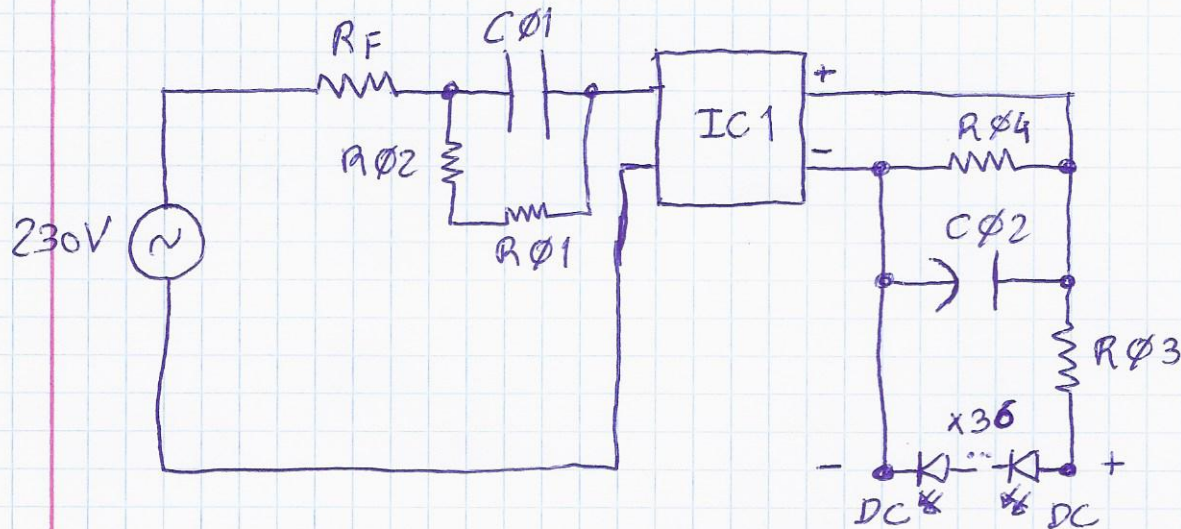 RF
CØ1
RØ2
RØ1
230V
~
IC1
+
-
RØ4
CØ2
RØ3
x36
-
+
DC
DC